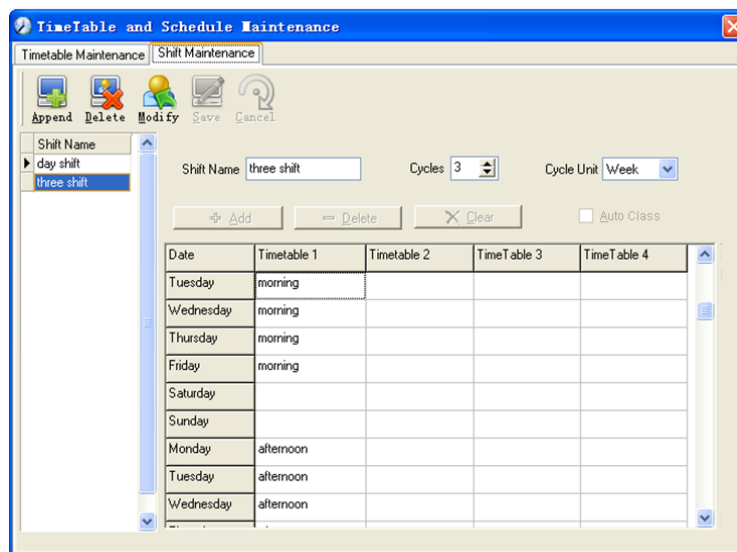 TimeTable and Schedule Maintenance
Timetable Maintenance Shift Maintenance
Append Delete Modify Save Cancel
Shift Name
day shift
three shift
Shift Name three shift Cycles 3 Cycle Unit Week
Add Delete Clear Auto Class
Date Timetable 1 Timetable 2 TimeTable 3 TimeTable 4
Tuesday morning
Wednesday morning
Thursday morning
Friday morning
Saturday
Sunday
Monday afternoon
Tuesday afternoon
Wednesday afternoon